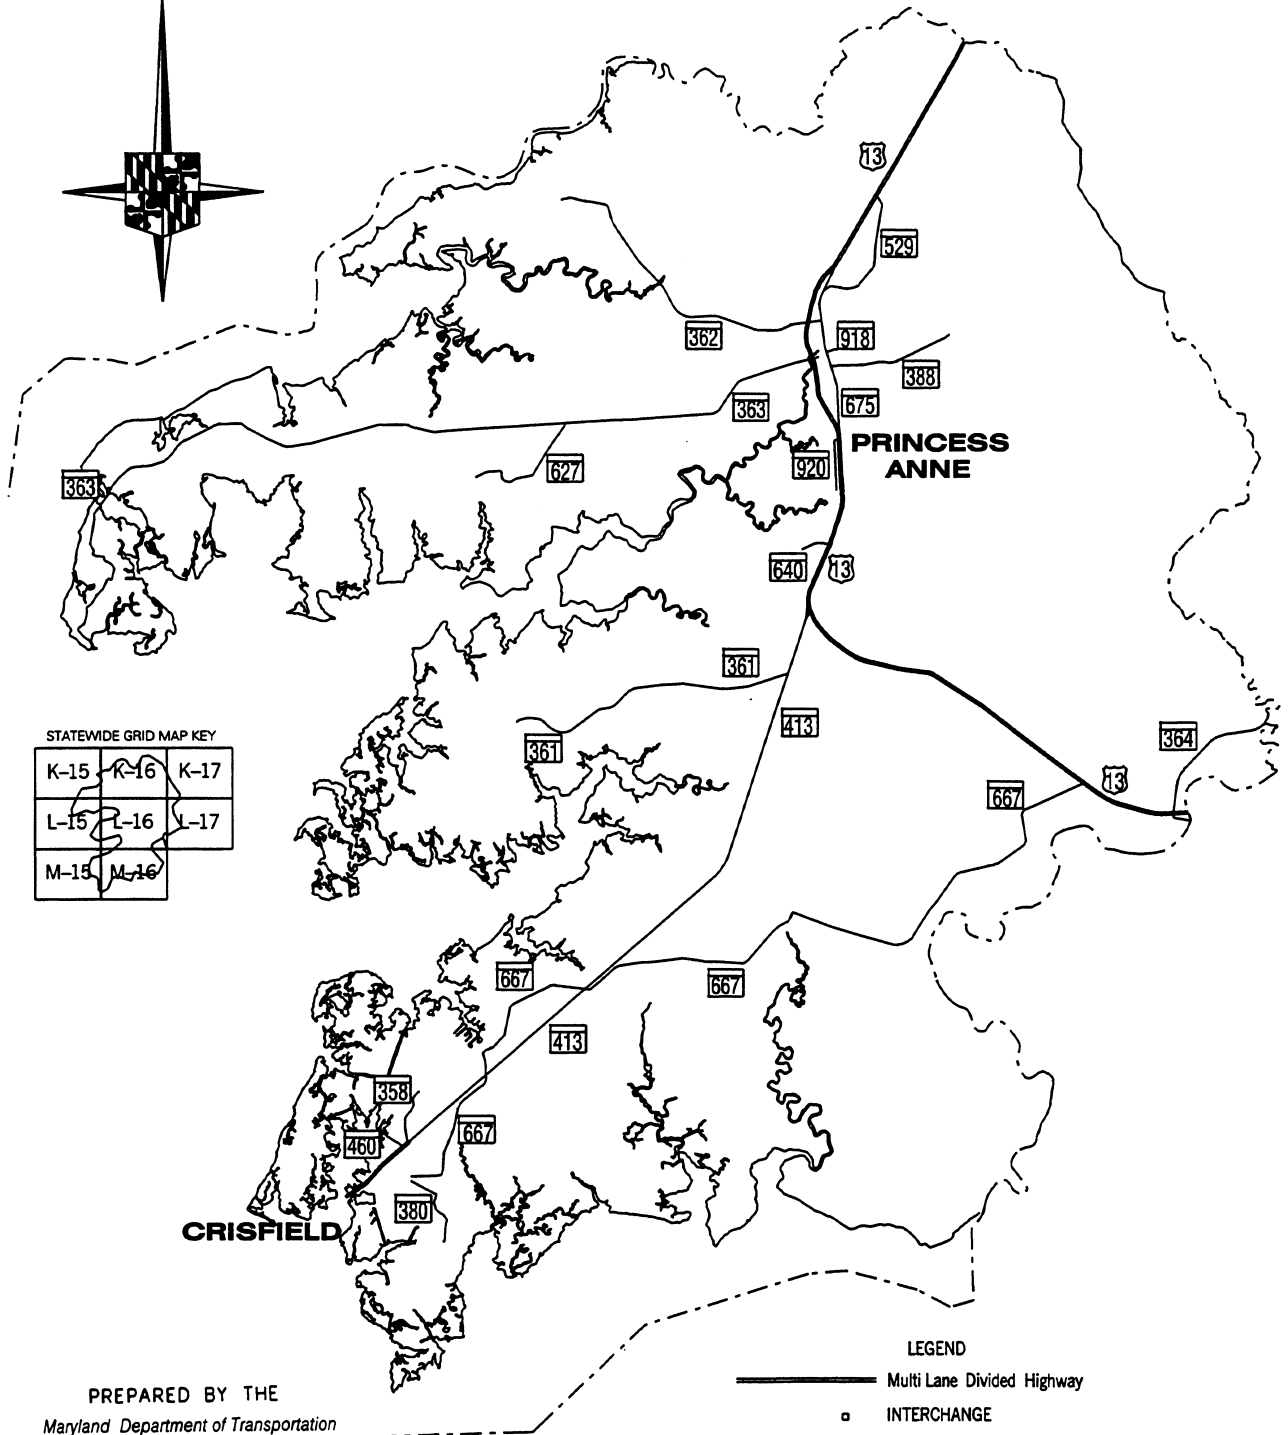 13
529
362
918
388
363
675
PRINCESS
ANNE
627
920
363
640
13
361
413
361
364
STATEWIDE GRID MAP KEY
K-15 K-16 K-17
L-15 L-16 L-17
M-15 M-16
13
667
667
667
413
358
460
667
380
CRISFIELD
LEGEND
Multi Lane Divided Highway
INTERCHANGE
PREPARED BY THE
Maryland Department of Transportation